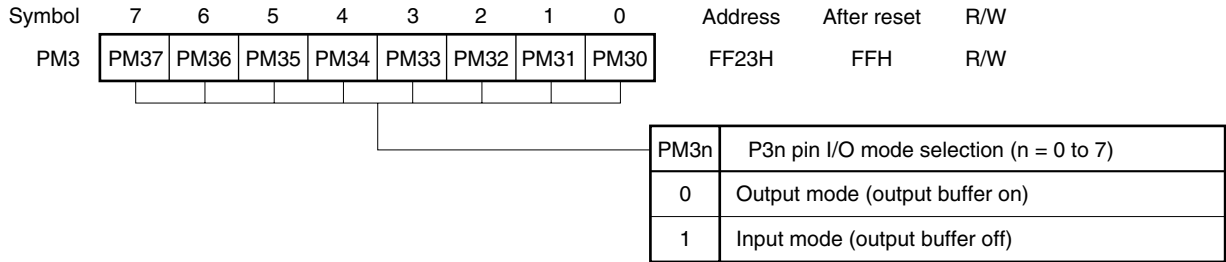 Symbol 7 6 5 4 3 2 1 0 Address After reset R/W
PM3 PM37 PM36 PM35 PM34 PM33 PM32 PM31 PM30 FF23H FFH R/W
PM3n P3n pin I/O mode selection (n = 0 to 7)
0 Output mode (output buffer on)
1 Input mode (output buffer off)